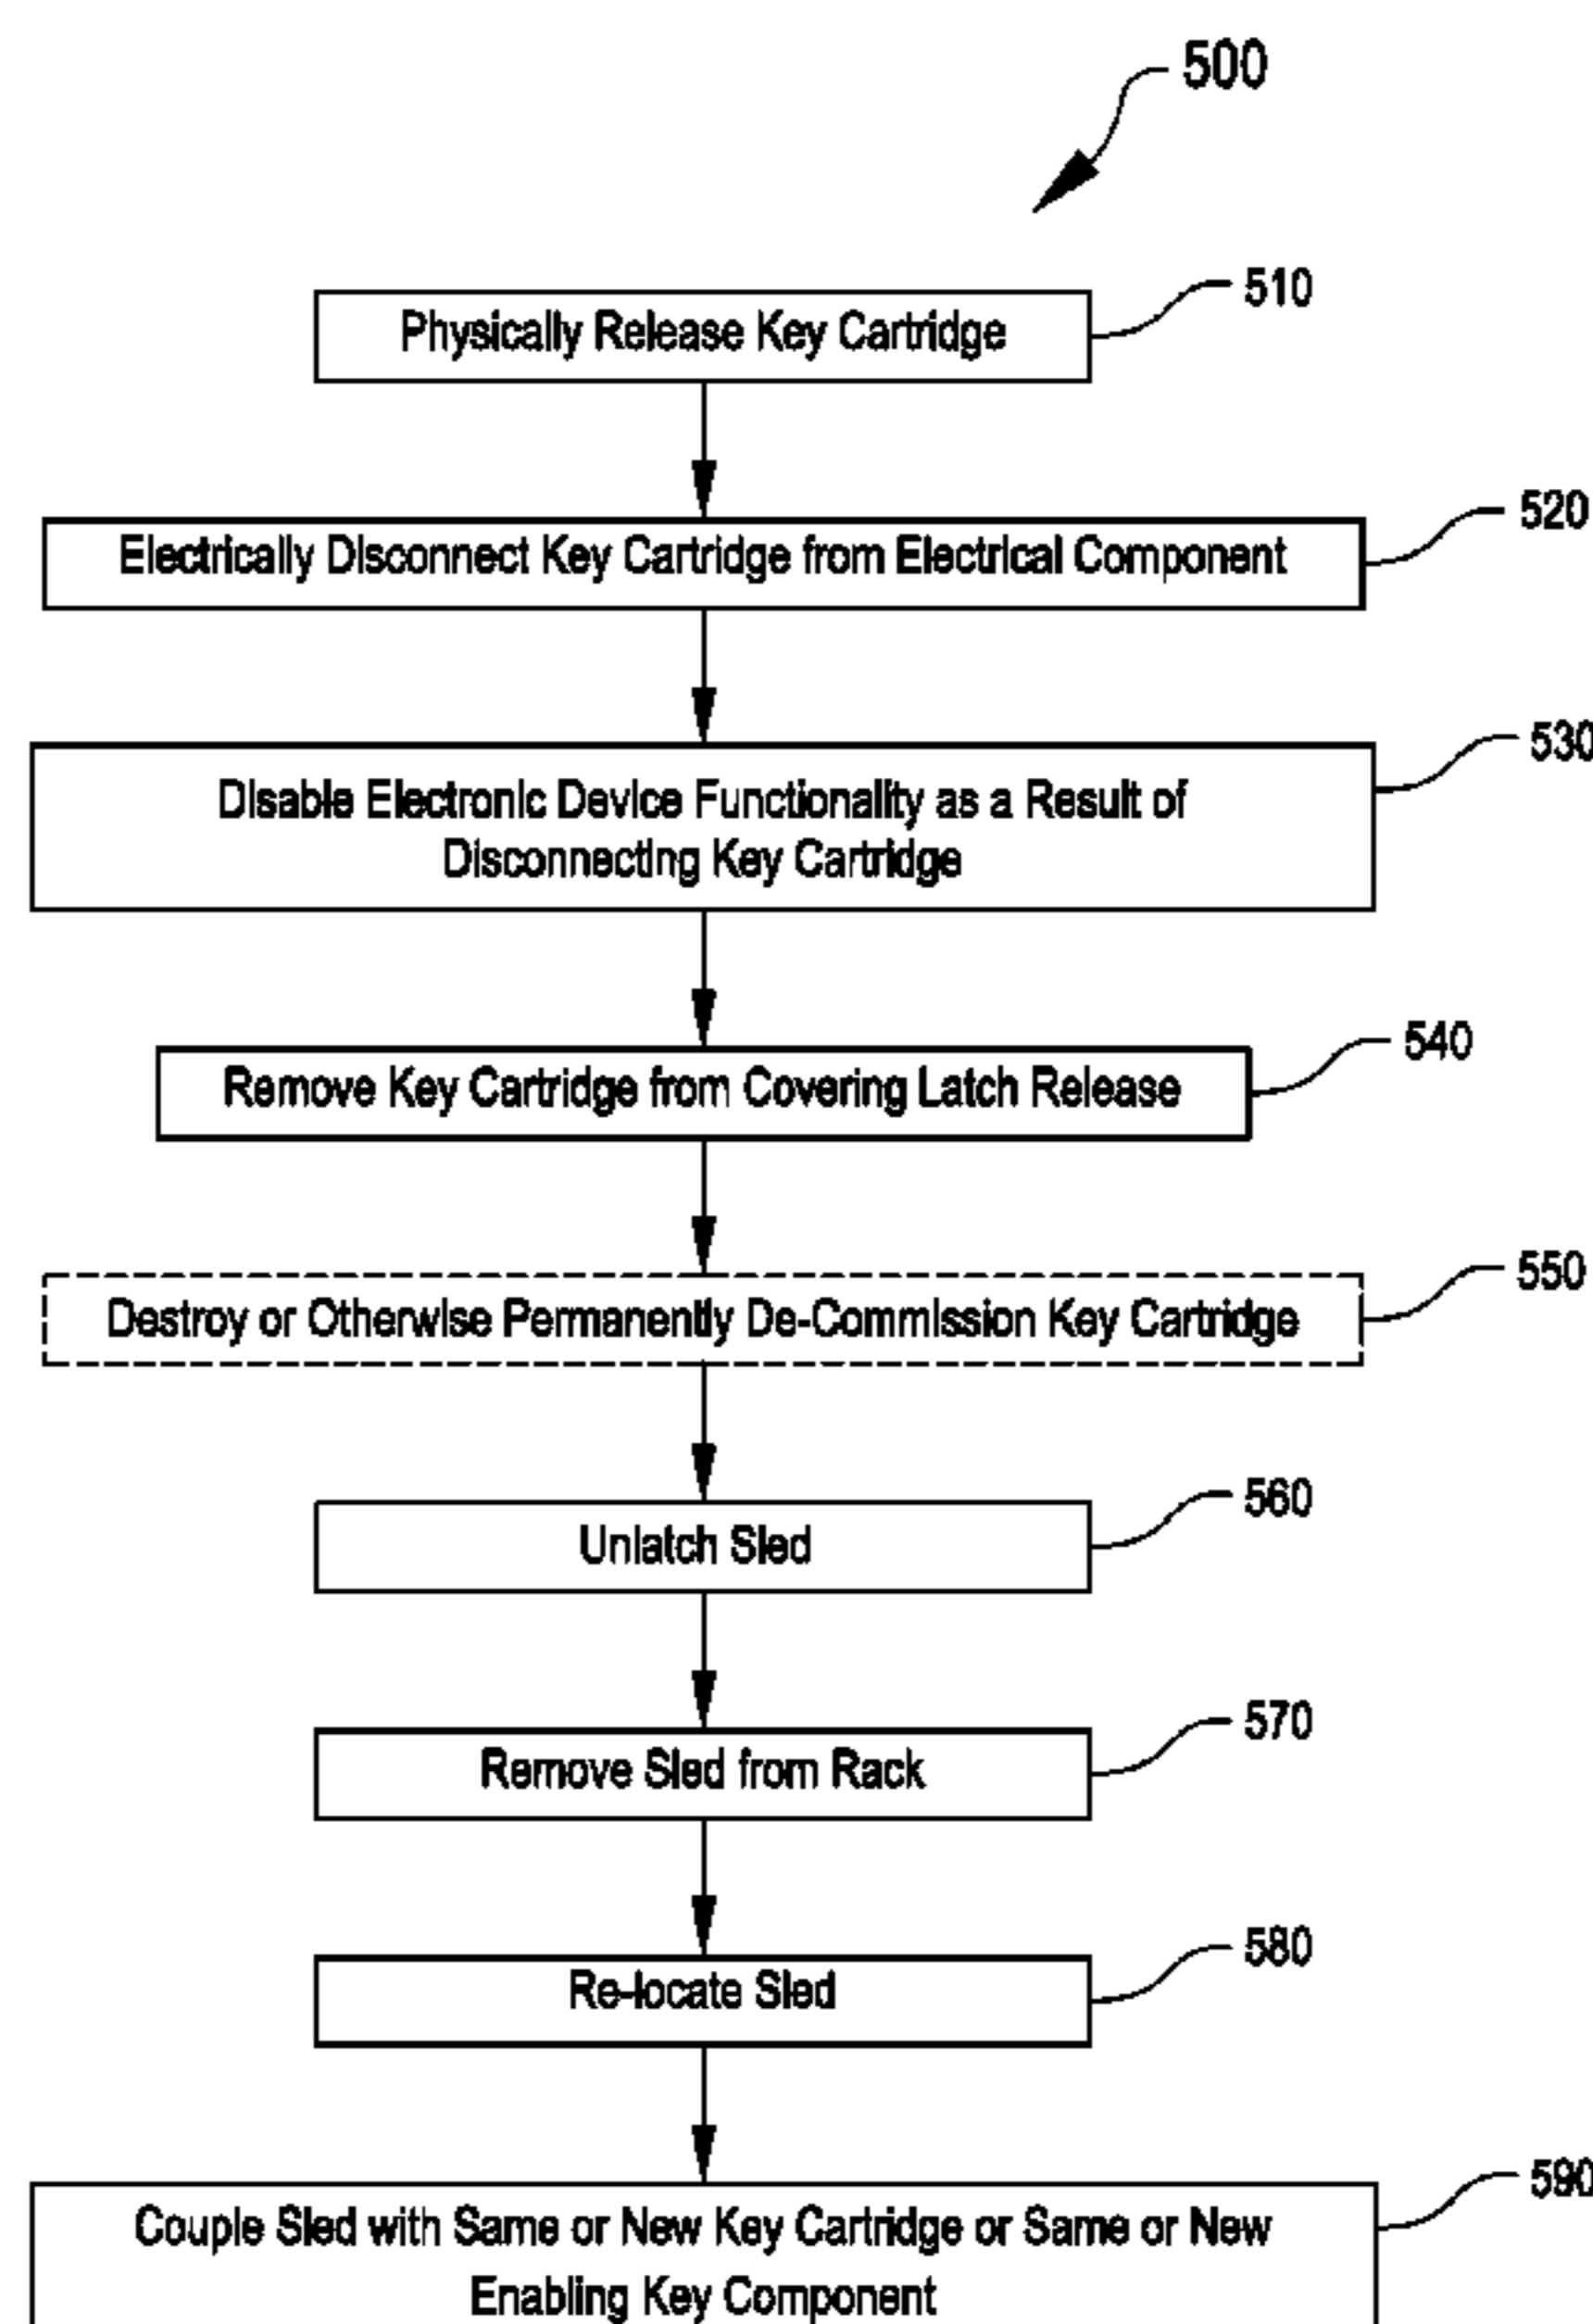 500
510
Physically Release Key Cartridge
520
Electrically Disconnect Key Cartridge from Electrical Component
530
Disable Electronic Device Functionality as a Result of
Disconnecting Key Cartridge
540
Remove Key Cartridge from Covering Latch Release
550
Destroy or Otherwise Permanently De-Commission Key Cartridge
560
Unlatch Sled
570
Remove Sled from Rack
580
Re-locate Sled
590
Couple Sled with Same or New Key Cartridge or Same or New
Enabling Key Component